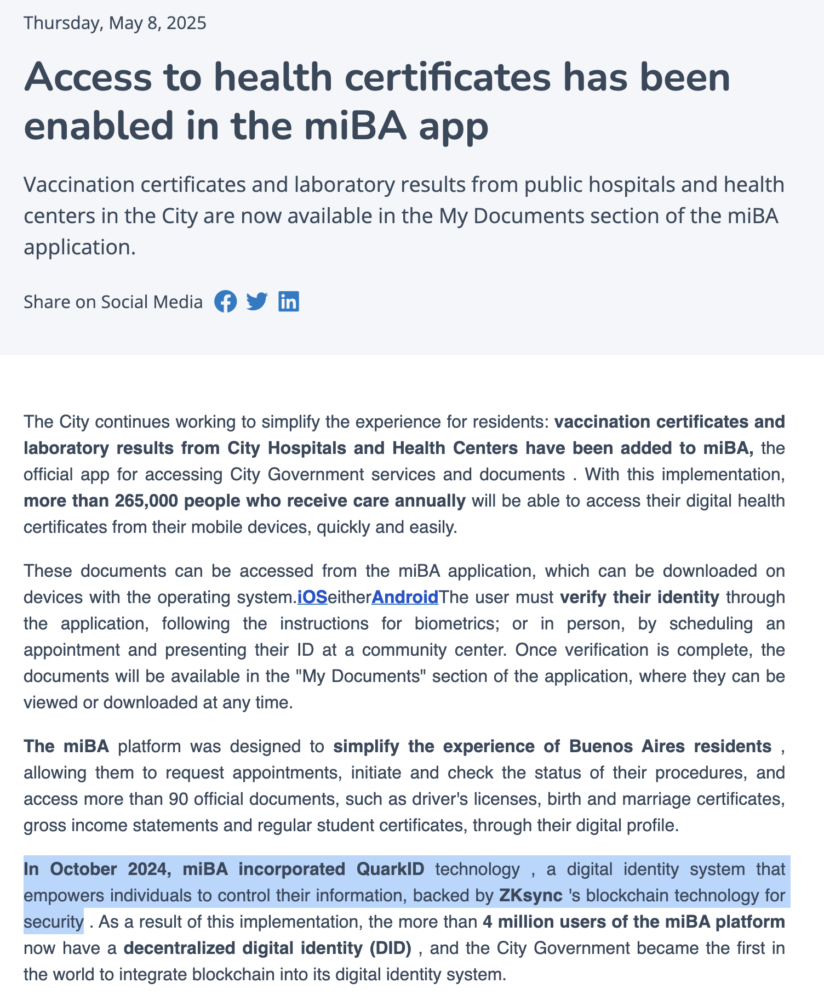 Thursday, May 8, 2025
Access to health certificates has been
enabled in the miBA app
Vaccination certificates and laboratory results from public hospitals and health
centers in the City are now available in the My Documents section of the miBA
application.
Share on Social Media
The City continues working to simplify the experience for residents: vaccination certificates and
laboratory results from City Hospitals and Health Centers have been added to miBA, the
official app for accessing City Government services and documents . With this implementation,
more than 265,000 people who receive care annually will be able to access their digital health
certificates from their mobile devices, quickly and easily.
These documents can be accessed from the miBA application, which can be downloaded on
devices with the operating system.iOSeitherAndroidThe user must verify their identity through
the application, following the instructions for biometrics; or in person, by scheduling an
appointment and presenting their ID at a community center. Once verification is complete, the
documents will be available in the "My Documents" section of the application, where they can be
viewed or downloaded at any time.
The miBA platform was designed to simplify the experience of Buenos Aires residents ,
allowing them to request appointments, initiate and check the status of their procedures, and
access more than 90 official documents, such as driver's licenses, birth and marriage certificates,
gross income statements and regular student certificates, through their digital profile.
In October 2024, miBA incorporated QuarkID technology , a digital identity system that
empowers individuals to control their information, backed by ZKsync 's blockchain technology for
security . As a result of this implementation, the more than 4 million users of the miBA platform
now have a decentralized digital identity (DID) , and the City Government became the first in
the world to integrate blockchain into its digital identity system.